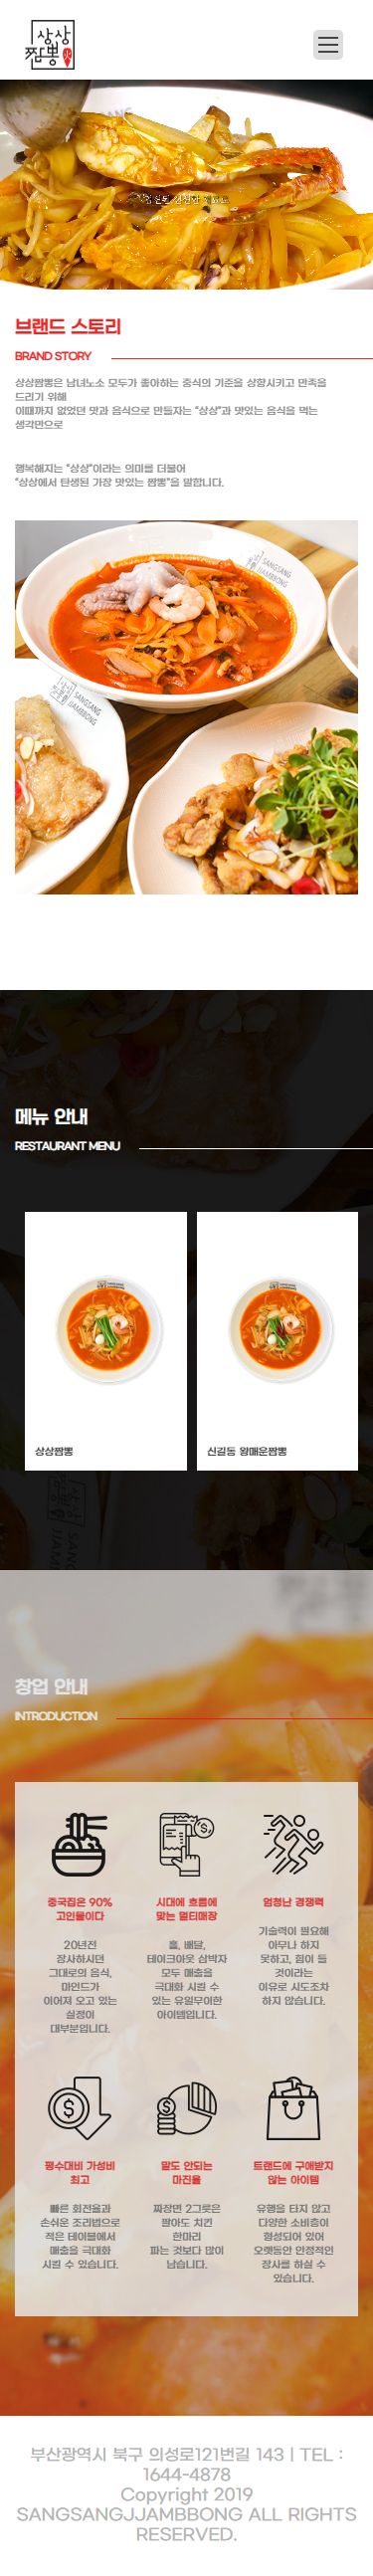 상상
짬뽕
브랜드 스토리
BRAND STORY
상상짬뽕은 남녀노소 모두가 좋아하는 중식의 기준을 상향시키고 만족을
드리기 위해
이때까지 없었던 맛과 음식으로 만들자는 "상상"과 맛있는 음식을 먹는
생각만으로
행복해지는 "상상"이라는 의미를 더불어
"상상에서 탄생된 가장 맛있는 짬뽕"을 말합니다.
SANGSANG
JJAMBBONG
SANGSANG
JJAMBBONG
메뉴 안내
RESTAURANT MENU
상상짬뽕
신길동 왕매운짬뽕
창업 안내
INTRODUCTION
중국집은 90%
고인물이다
20년전
장사하시던
그대로의 음식,
마인드가
이어져 오고 있는
실정이
대부분입니다.
시대에 흐름에
맞는 멀티매장
홀, 배달,
테이크아웃 삼박자
모두 매출을
극대화 시킬 수
있는 유일무이한
아이템입니다.
엄청난 경쟁력
기술력이 필요해
아무나 하지
못하고, 힘이 들
것이라는
이유로 시도조차
하지 않습니다.
평수대비 가성비
최고
빠른 회전율과
손쉬운 조리법으로
적은 테이블에서
매출을 극대화
시킬 수 있습니다.
말도 안되는
마진율
짜장면 2그릇은
팔아도 치킨
한마리
파는 것보다 많이
남습니다.
트랜드에 구애받지
않는 아이템
유행을 타지 않고
다양한 소비층이
형성되어 있어
오랫동안 안정적인
장사를 하실 수
있습니다.
부산광역시 북구 의성로121번길 143 | TEL :
1644-4878
Copyright 2019
SANGSANGJJAMBBONG ALL RIGHTS
RESERVED.